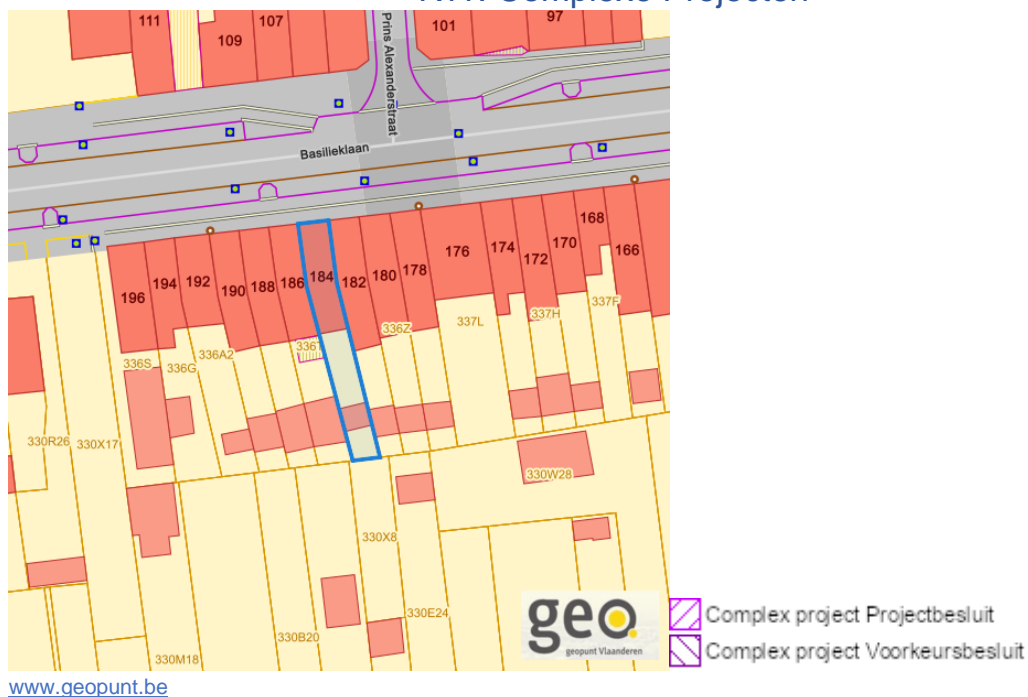 111
107
109
101
97
Prins Alexanderstraat
Basilieklaan
196
194
192
190
188
186
184
182
180
178
176
174
172
170
168
166
336S
336G
336A2
336Z
337L
337H
337F
330R26
330X17
330W28
330X8
330E24
330B20
330M18
geo
geopunt Vlaanderen
Complex project Projectbesluit
Complex project Voorkeursbesluit
www.geopunt.be